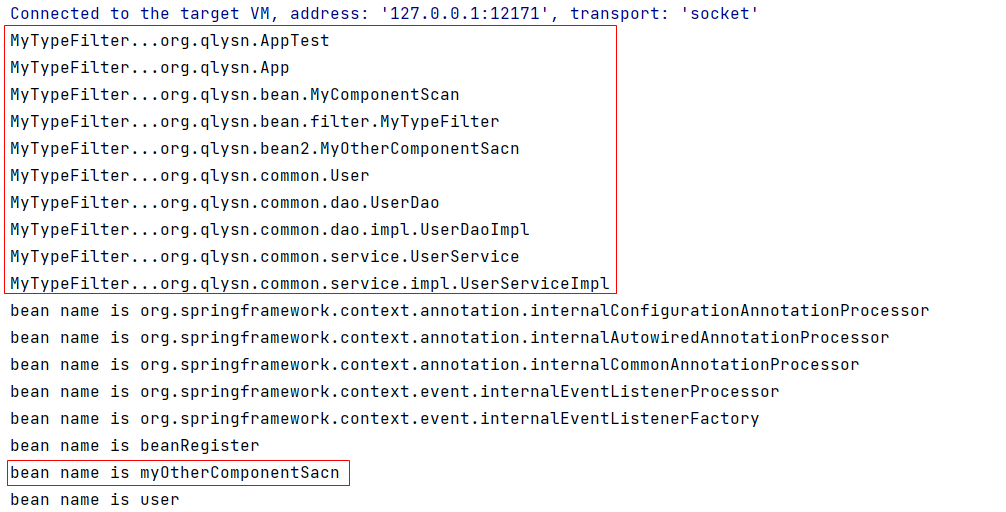 Connected to the target VM, address: '127.0.0.1:12171', transport: 'socket'
MyTypeFilter...org.qlysn.AppTest
MyTypeFilter...org.qlysn.App
MyTypeFilter...org.qlysn.bean.MyComponentScan
MyTypeFilter...org.qlysn.bean.filter.MyTypeFilter
MyTypeFilter...org.qlysn.bean2.MyOtherComponentSacn
MyTypeFilter...org.qlysn.common.User
MyTypeFilter...org.qlysn.common.dao.UserDao
MyTypeFilter...org.qlysn.common.dao.impl.UserDaoImpl
MyTypeFilter...org.qlysn.common.service.UserService
MyTypeFilter...org.qlysn.common.service.impl.UserServiceImpl
bean name is org.springframework.context.annotation.internalConfigurationAnnotationProcessor
bean name is org.springframework.context.annotation.internalAutowiredAnnotationProcessor
bean name is org.springframework.context.annotation.internalCommonAnnotationProcessor
bean name is org.springframework.context.event.internalEventListenerProcessor
bean name is org.springframework.context.event.internalEventListenerFactory
bean name is beanRegister
bean name is myOtherComponentSacn
bean name is user